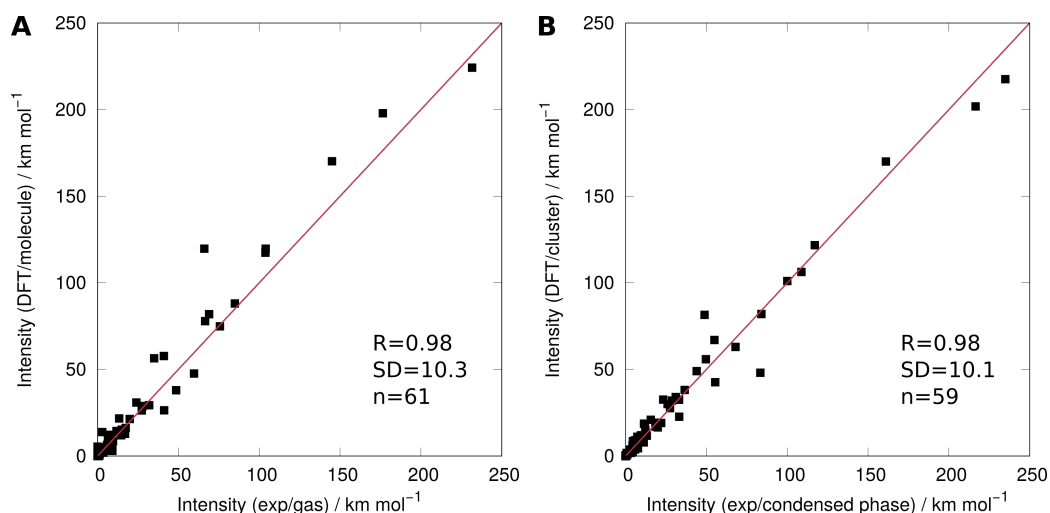 A
250
200
150
100
50
0
Intensity (DFT/molecule) / km mol⁻¹
R=0.98
SD=10.3
n=61
0 50 100 150 200 250
Intensity (exp/gas) / km mol⁻¹
B
250
200
150
100
50
0
Intensity (DFT/cluster) / km mol⁻¹
R=0.98
SD=10.1
n=59
0 50 100 150 200 250
Intensity (exp/condensed phase) / km mol⁻¹